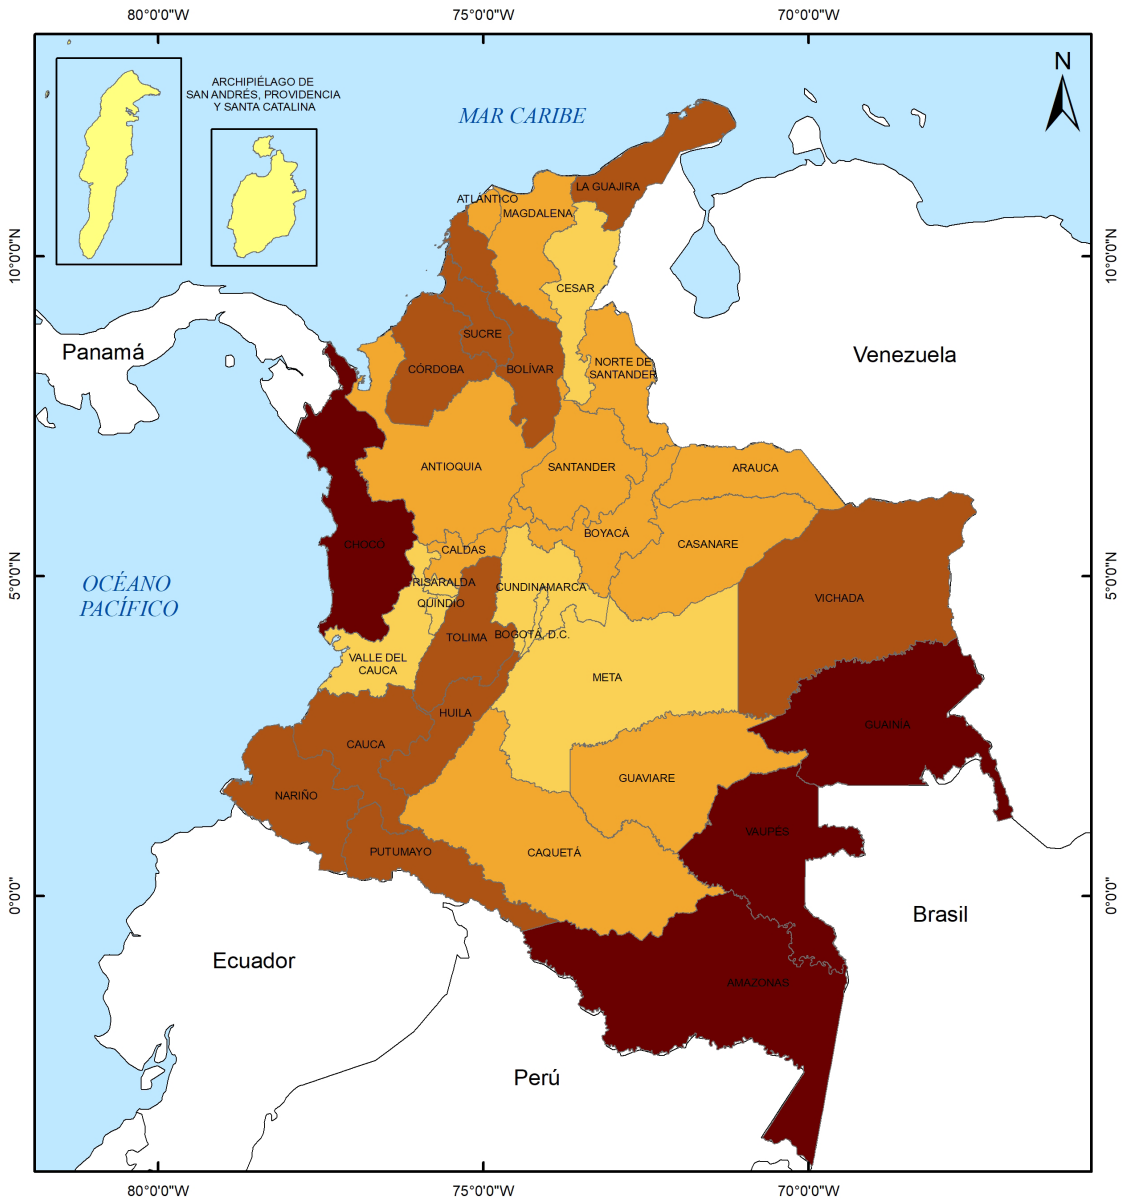 80°0'0"W
75°0'0"W
70°0'0"W
N
ARCHIPIÉLAGO DE
SAN ANDRÉS, PROVIDENCIA
Y SANTA CATALINA
MAR CARIBE
LA GUAJIRA
ATLÁNTICO
MAGDALENA
10°0'0"N
10°0'0"N
CESAR
SUCRE
Panamá
Venezuela
CÓRDOBA
BOLÍVAR
NORTE DE
SANTANDER
ANTIOQUIA
SANTANDER
ARAUCA
BOYACÁ
CHOCÓ
CALDAS
CASANARE
5°0'0"N
5°0'0"N
OCÉANO
PACÍFICO
RISARALDA
CUNDINAMARCA
QUINDIO
VICHADA
TOLIMA
BOGOTÁ, D.C.
VALLE DEL
CAUCA
META
HUILA
GUAINIA
CAUCA
GUAVIARE
NARIÑO
VAUPÉS
PUTUMAYO
CAQUETÁ
0°0'0"
0°0'0"
Brasil
Ecuador
AMAZONAS
Perú
80°0'0"W
75°0'0"W
70°0'0"W